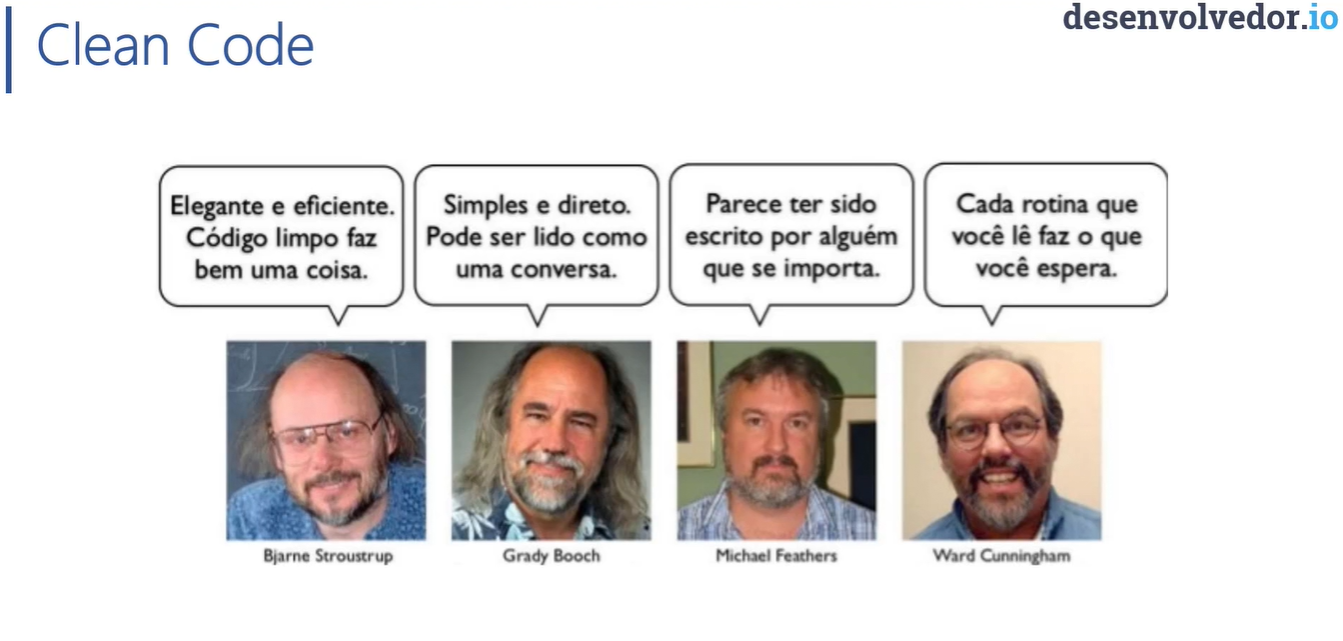 Clean Code
desenvolvedor.io
Elegante e eficiente.
Código limpo faz
bem uma coisa.
Simples e direto.
Pode ser lido como
uma conversa.
Parece ter sido
escrito por alguém
que se importa.
Cada rotina que
você lê faz o que
você espera.
Bjarne Stroustrup
Grady Booch
Michael Feathers
Ward Cunningham